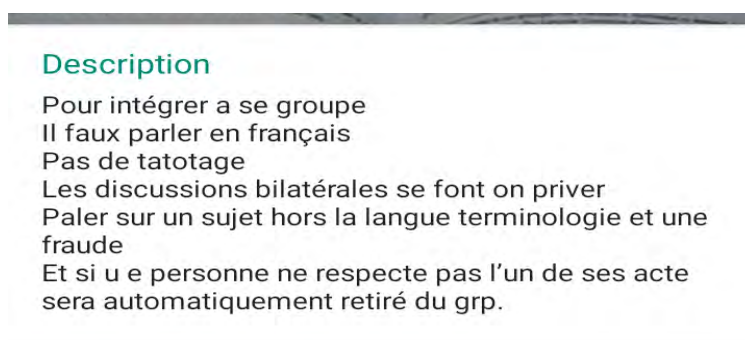 Description
Pour intégrer a se groupe
Il faux parler en français
Pas de tatotage
Les discussions bilatérales se font on priver
Paler sur un sujet hors la langue terminologie et une
fraude
Et si u e personne ne respecte pas l'un de ses acte
sera automatiquement retiré du grp.